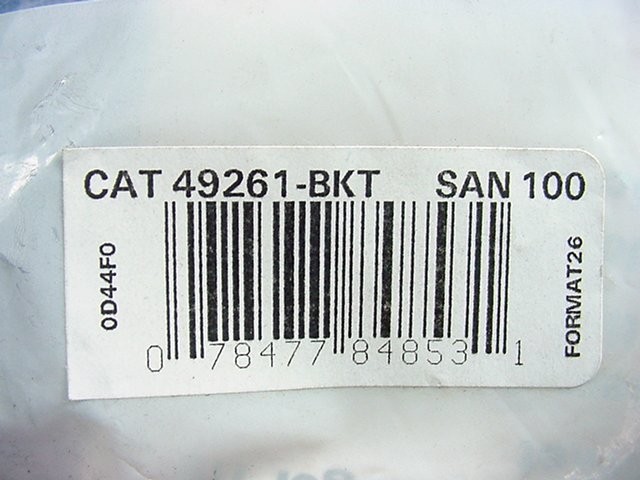 CAT 49261-BKT SAN 100
0D44F0
FORMAT26
0 78477 84853 1